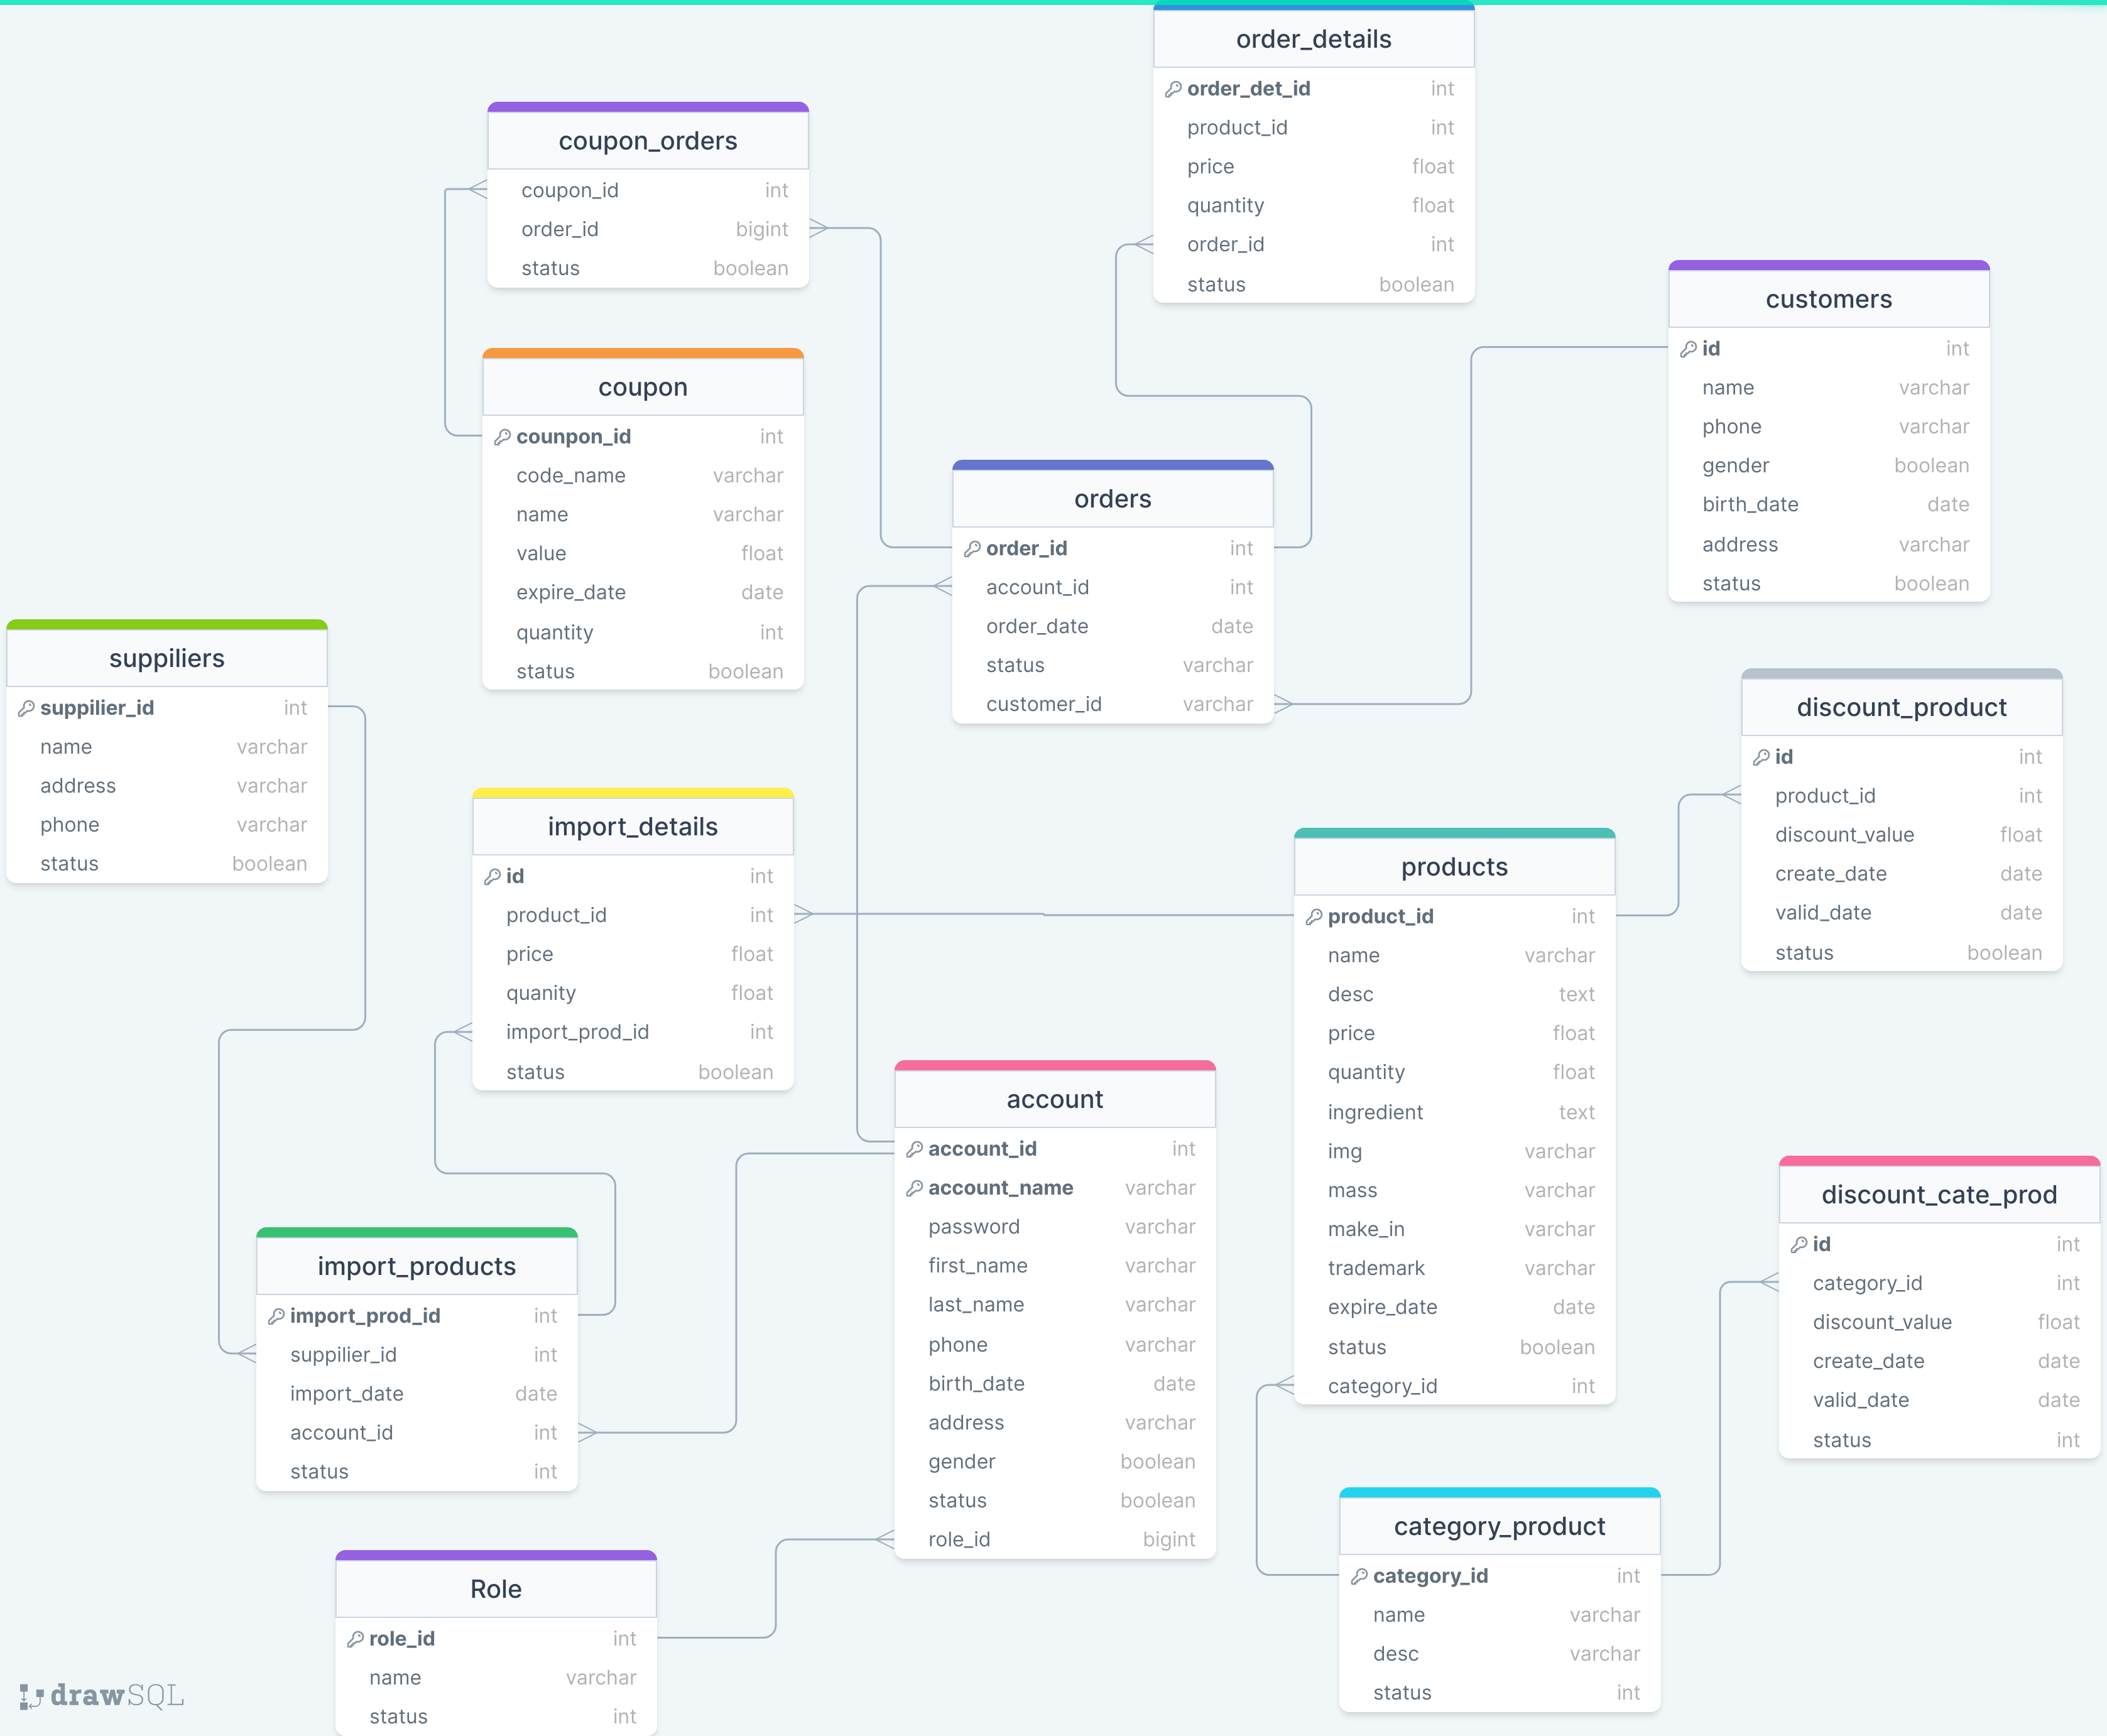 order_details
order_det_id int
product_id int
price float
quantity float
order_id int
status boolean
coupon_orders
coupon_id int
order_id bigint
status boolean
customers
id int
name varchar
phone varchar
gender boolean
birth_date date
address varchar
status boolean
coupon
counpon_id int
code_name varchar
name varchar
value float
expire_date date
quantity int
status boolean
orders
order_id int
account_id int
order_date date
status varchar
customer_id varchar
suppiliers
suppilier_id int
name varchar
address varchar
phone varchar
status boolean
discount_product
id int
product_id int
discount_value float
create_date date
valid_date date
status boolean
import_details
id int
product_id int
price float
quanity float
import_prod_id int
status boolean
products
product_id int
name varchar
desc text
price float
quantity float
ingredient text
img varchar
mass varchar
make_in varchar
trademark varchar
expire_date date
status boolean
category_id int
account
account_id int
account_name varchar
password varchar
first_name varchar
last_name varchar
phone varchar
birth_date date
address varchar
gender boolean
status boolean
role_id bigint
discount_cate_prod
id int
category_id int
discount_value float
create_date date
valid_date date
status int
import_products
import_prod_id int
suppilier_id int
import_date date
account_id int
status int
category_product
category_id int
name varchar
desc varchar
status int
Role
role_id int
name varchar
status int
drawSQL